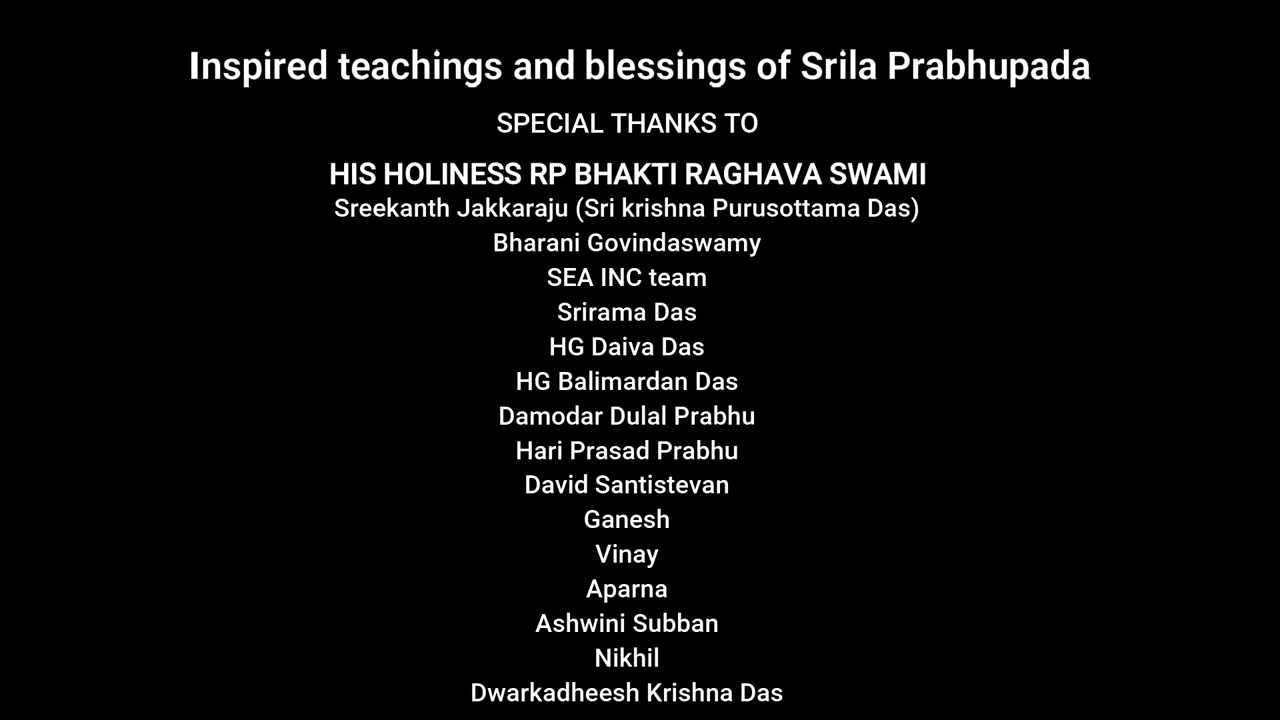 Inspired teachings and blessings of Srila Prabhupada
SPECIAL THANKS TO
HIS HOLINESS RP BHAKTI RAGHAVA SWAMI
Sreekanth Jakkaraju (Sri krishna Purusottama Das)
Bharani Govindaswamy
SEA INC team
Srirama Das
HG Daiva Das
HG Balimardan Das
Damodar Dulal Prabhu
Hari Prasad Prabhu
David Santistevan
Ganesh
Vinay
Aparna
Ashwini Subban
Nikhil
Dwarkadheesh Krishna Das